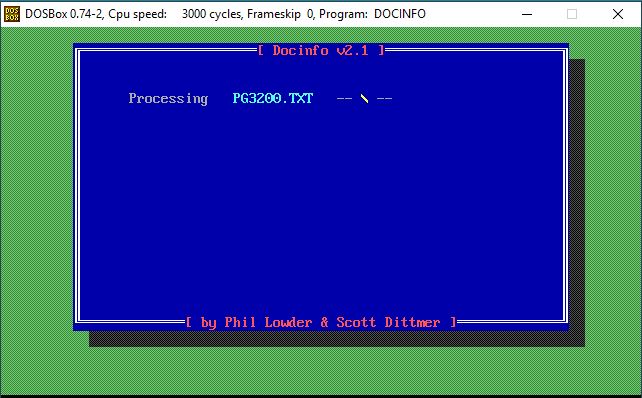 DOSBox 0.74-2, Cpu speed: 3000 cycles, Frameskip 0, Program: DOCINFO
[ Docinfo v2.1 ]
Processing PG3200.TXT -- \ --
[ by Phil Lowder & Scott Dittmer ]